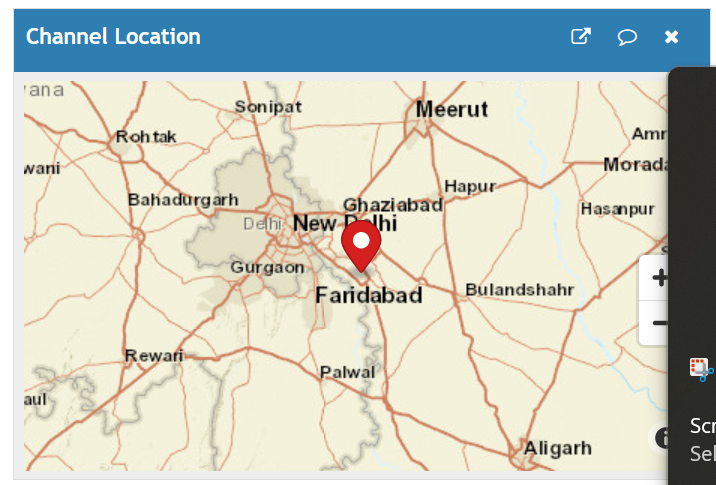 Channel Location
ana
Sonipat
Meerut
Rohtak
Amr
wani
Morada
Hapur
Bahadurgarh
Ghaziabad
Hasanpur
Delhi
New Delhi
Gurgaon
Faridabad
Bulandshahr
Rewari
Palwal
aul
Aligarh
Scr
Sel